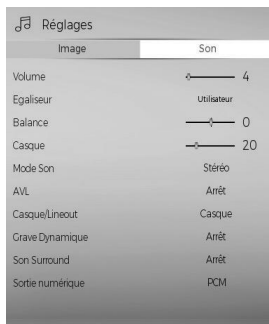 Réglages
Image Son
Volume 4
Egaliseur Utilisateur
Balance 0
Casque 20
Mode Son Stéréo
AVL Arrêt
Casque/Lineout Casque
Grave Dynamique Arrêt
Son Surround Arrêt
Sortie numérique PCM